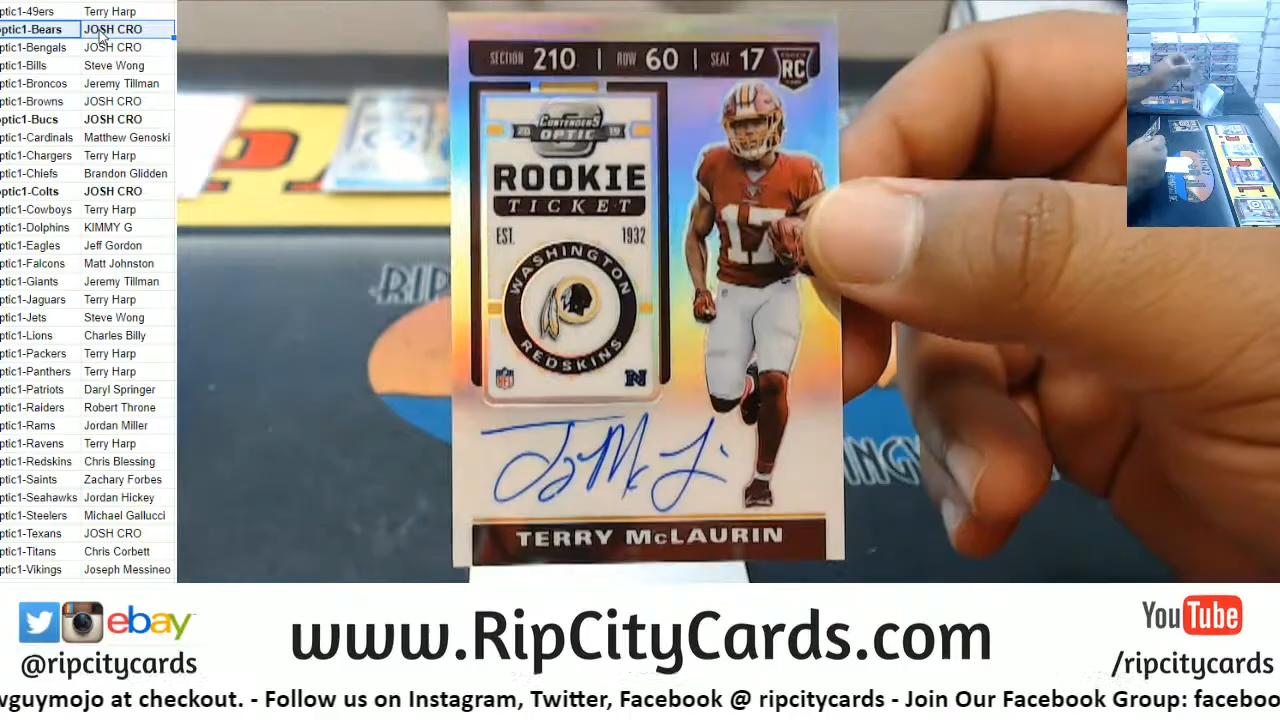 ptic1-49ers Terry Harp
ptic1-Bears JOSH CRO
ptic1-Bengals JOSH CRO
ptic1-Bills Steve Wong
ptic1-Broncos Jeremy Tillman
ptic1-Browns JOSH CRO
ptic1-Bucs JOSH CRO
ptic1-Cardinals Matthew Genoski
ptic1-Chargers Terry Harp
ptic1-Chiefs Brandon Glidden
ptic1-Colts JOSH CRO
ptic1-Cowboys Terry Harp
ptic1-Dolphins KIMMY G
ptic1-Eagles Jeff Gordon
ptic1-Falcons Matt Johnston
ptic1-Giants Jeremy Tillman
ptic1-Jaguars Terry Harp
ptic1-Jets Steve Wong
ptic1-Lions Charles Billy
ptic1-Packers Terry Harp
ptic1-Panthers Terry Harp
ptic1-Patriots Daryl Springer
ptic1-Raiders Robert Throne
ptic1-Rams Jordan Miller
ptic1-Ravens Terry Harp
ptic1-Redskins Chris Blessing
ptic1-Saints Zachary Forbes
ptic1-Seahawks Jordan Hickey
ptic1-Steelers Michael Gallucci
ptic1-Texans JOSH CRO
ptic1-Titans Chris Corbett
ptic1-Vikings Joseph Messineo
SECTION 210 | ROW 60 | SEAT 17
RC
CONTENDERS
2019 OPTIC
ROOKIE
TICKET
EST. 1932
WASHINGTON
REDSKINS
NFL N
17
TERRY McLAURIN
RIP
ebay
@ripcitycards
www.RipCityCards.com
YouTube
/ripcitycards
wguymojo at checkout. - Follow us on Instagram, Twitter, Facebook @ ripcitycards - Join Our Facebook Group: facebo